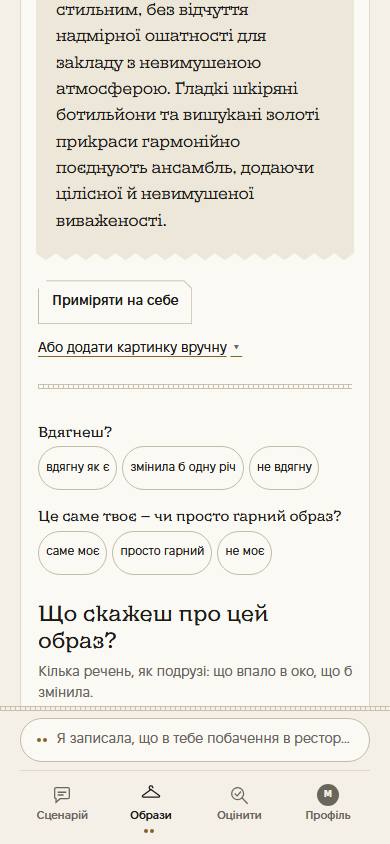 стильним, без відчуття
надмірної ошатності для
закладу з невимушеною
атмосферою. Гладкі шкіряні
ботильйони та вишукані золоті
прикраси гармонійно
поєднують ансамбль, додаючи
цілісної й невимушеної
виваженості.
Приміряти на себе
Або додати картинку вручну
Вдягнеш?
вдягну як є
змінила б одну річ
не вдягну
Це саме твоє — чи просто гарний образ?
саме моє
просто гарний
не моє
Що скажеш про цей
образ?
Кілька речень, як подрузі: що впало в око, що б
змінила.
Я записала, що в тебе побачення в рестор...
Сценарій
Образи
Оцінити
М
Профіль